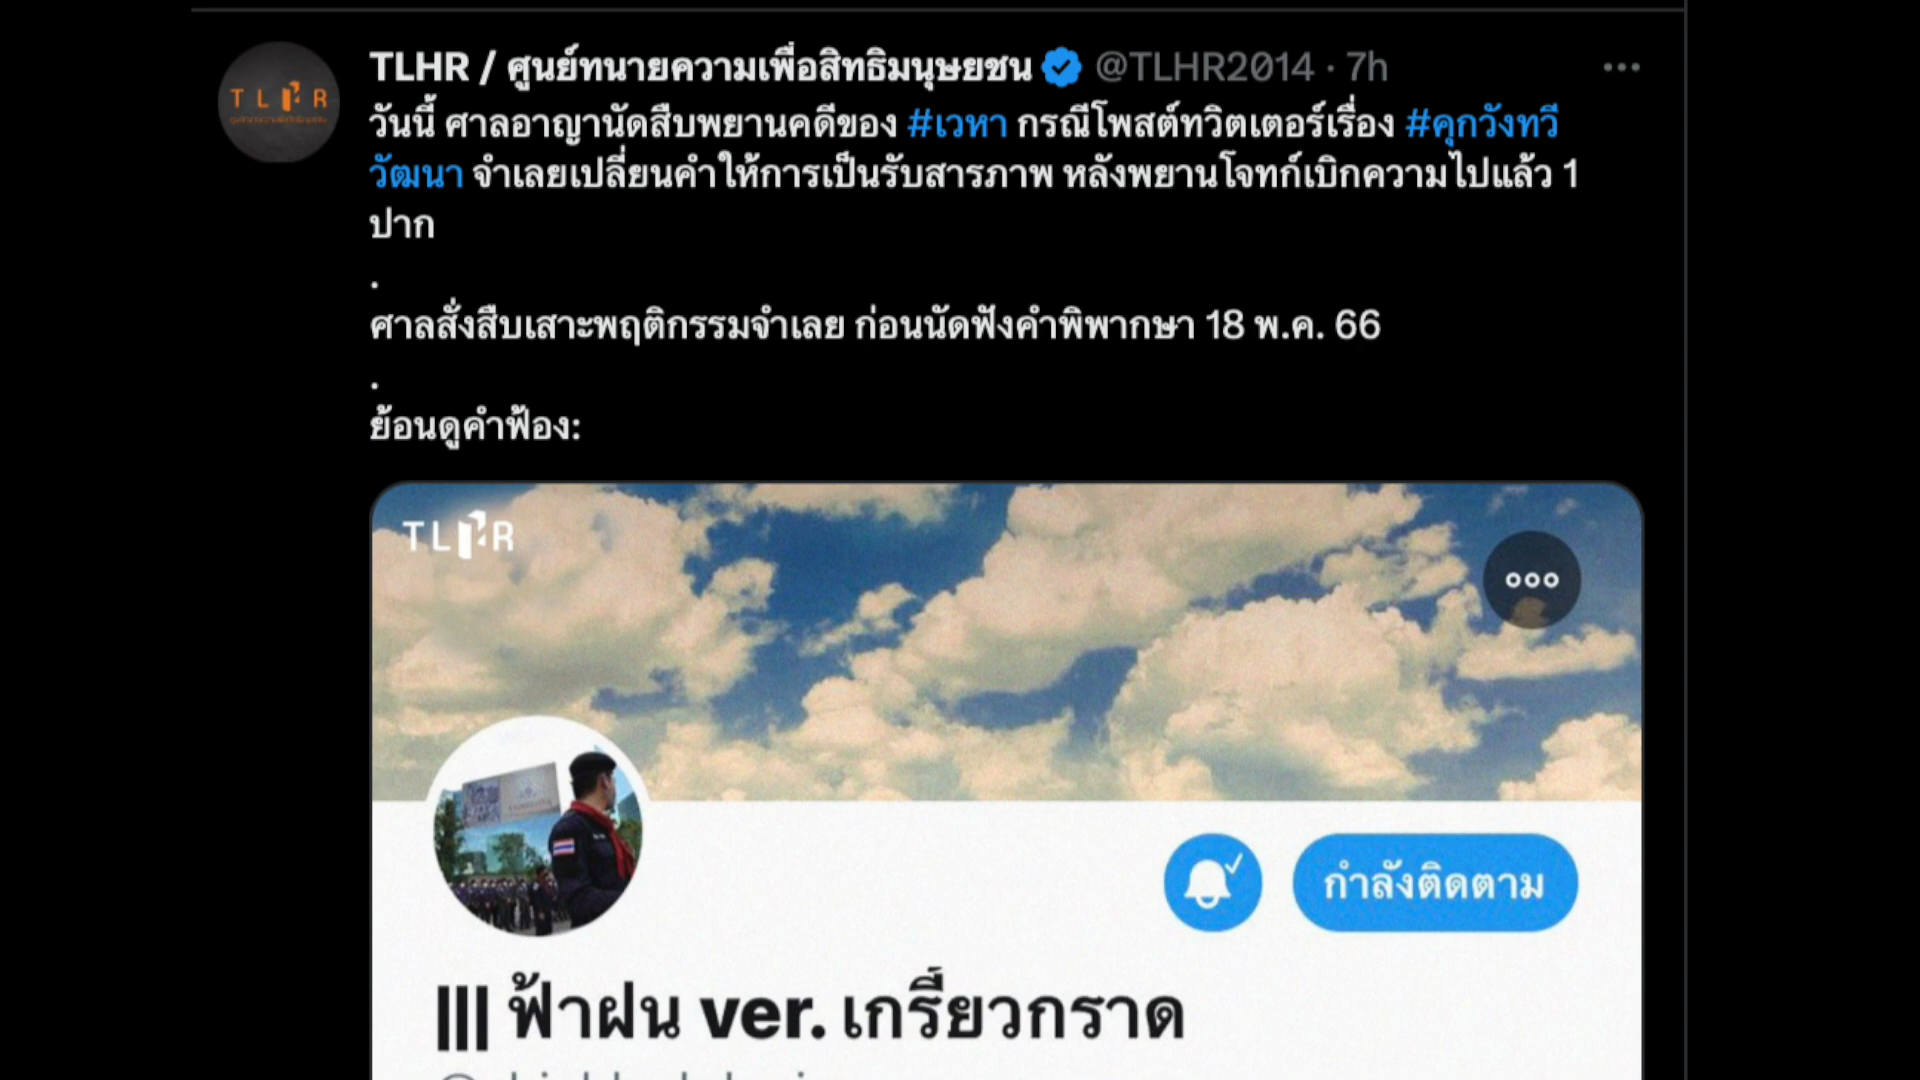 TLHR / ศูนย์ทนายความเพื่อสิทธิมนุษยชน @TLHR2014 · 7h
TLHR
วันนี้ ศาลอาญานัดสืบพยานคดีของ #เวหา กรณีโพสต์ทวิตเตอร์เรื่อง #คุกวังทวี
วัฒนา จำเลยเปลี่ยนคำให้การเป็นรับสารภาพ หลังพยานโจทก์เบิกความไปแล้ว 1
ปาก
.
ศาลสั่งสืบเสาะพฤติกรรมจำเลย ก่อนนัดฟังคำพิพากษา 18 พ.ค. 66
.
ย้อนดูคำฟ้อง:
TLHR
กำลังติดตาม
||| ฟ้าฝน ver. เกรี้ยวกราด